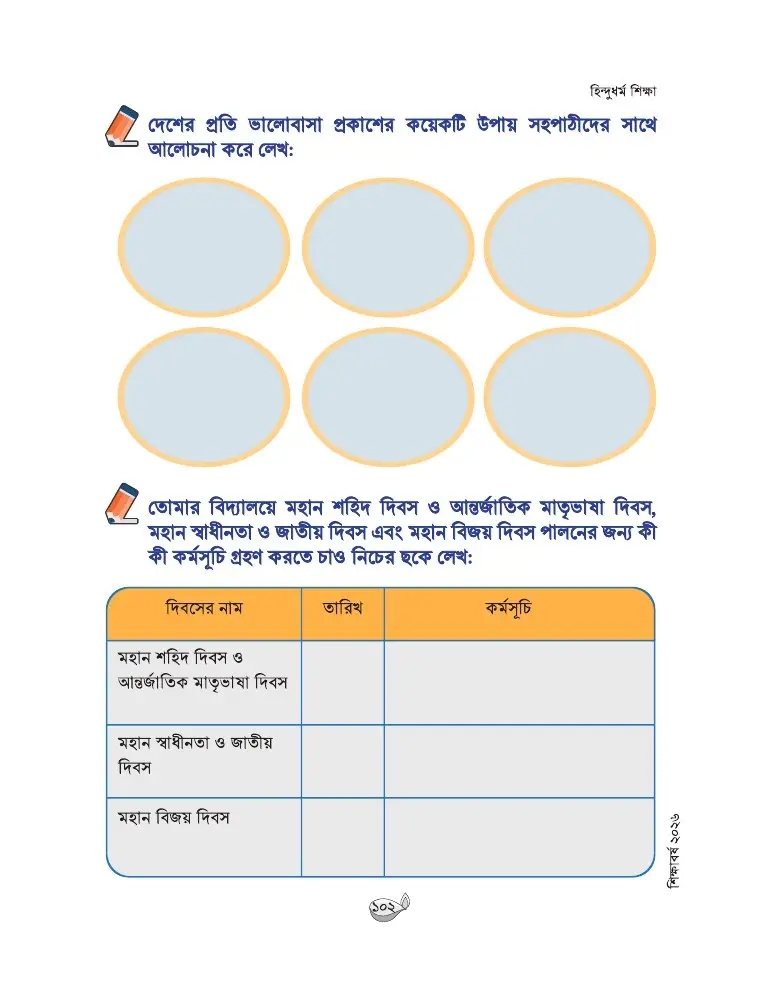 হিন্দুধর্ম শিক্ষা
দেশের প্রতি ভালোবাসা প্রকাশের কয়েকটি উপায় সহপাঠীদের সাথে
আলোচনা করে লেখ:
তোমার বিদ্যালয়ে মহান শহিদ দিবস ও আন্তর্জাতিক মাতৃভাষা দিবস,
মহান স্বাধীনতা ও জাতীয় দিবস এবং মহান বিজয় দিবস পালনের জন্য কী
কী কর্মসূচি গ্রহণ করতে চাও নিচের ছকে লেখ:
দিবসের নাম
তারিখ
কর্মসূচি
মহান শহিদ দিবস ও
আন্তর্জাতিক মাতৃভাষা দিবস
মহান স্বাধীনতা ও জাতীয়
দিবস
মহান বিজয় দিবস
শিক্ষাবর্ষ ২০২৬
১০২